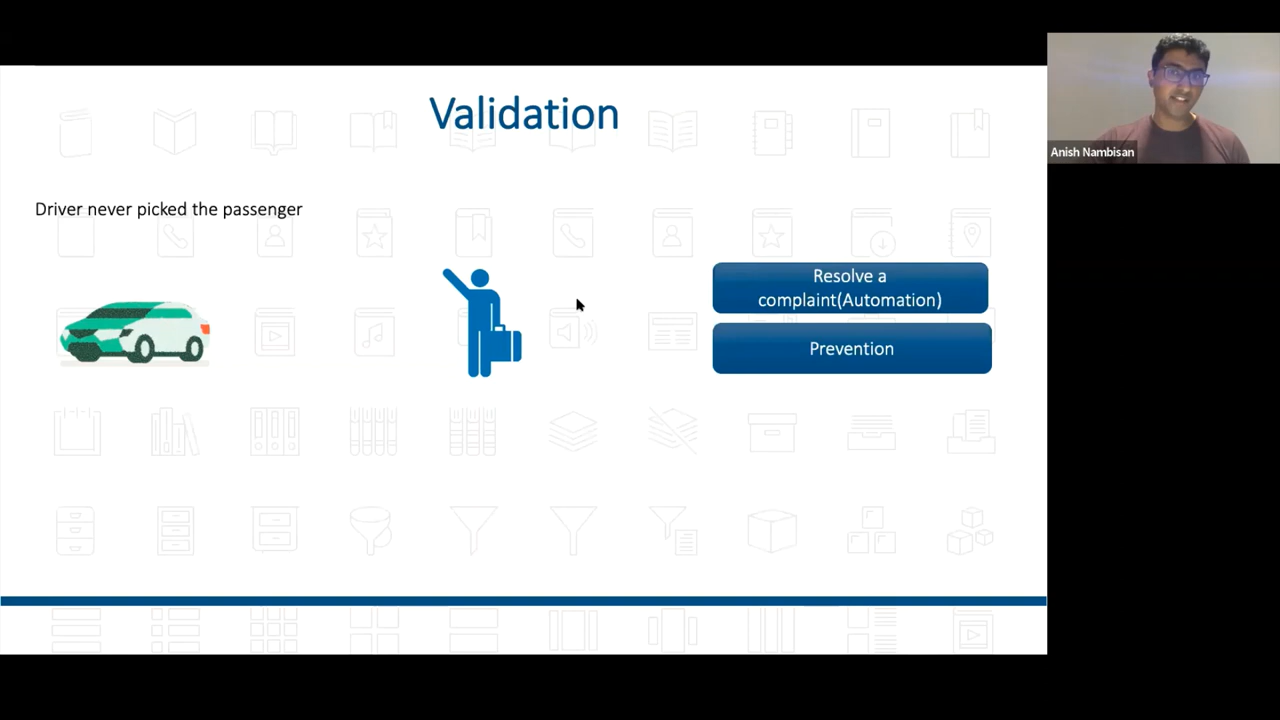 Validation
Anish Nambisan
Driver never picked the passenger
Resolve a
complaint(Automation)
Prevention